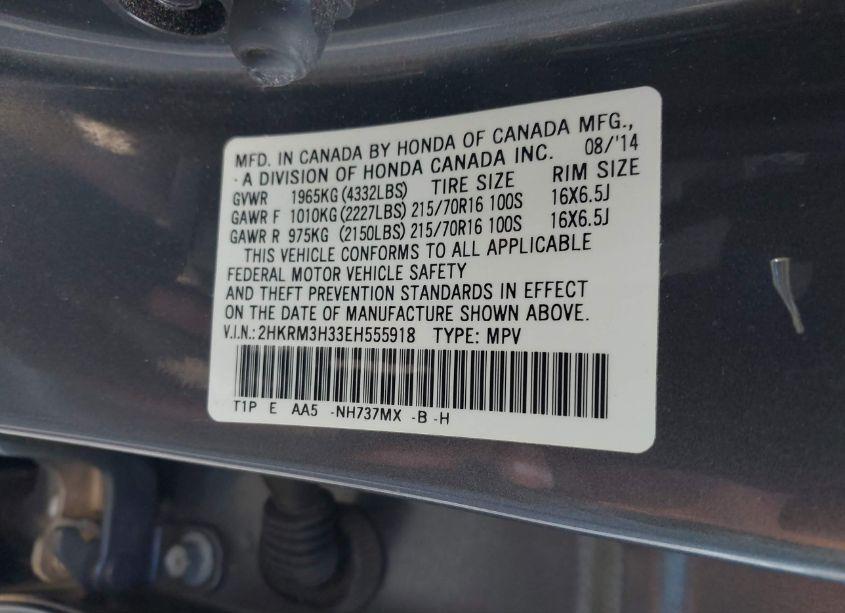 MFD. IN CANADA BY HONDA OF CANADA MFG.,
- A DIVISION OF HONDA CANADA INC. 08/'14
GVWR 1965KG (4332LBS) TIRE SIZE RIM SIZE
GAWR F 1010KG (2227LBS) 215/70R16 100S 16X6.5J
GAWR R 975KG (2150LBS) 215/70R16 100S 16X6.5J
THIS VEHICLE CONFORMS TO ALL APPLICABLE
FEDERAL MOTOR VEHICLE SAFETY
AND THEFT PREVENTION STANDARDS IN EFFECT
ON THE DATE OF MANUFACTURE SHOWN ABOVE.
V.I.N.: 2HKRM3H33EH555918 TYPE: MPV
T1P E AA5 -NH737MX -B -H